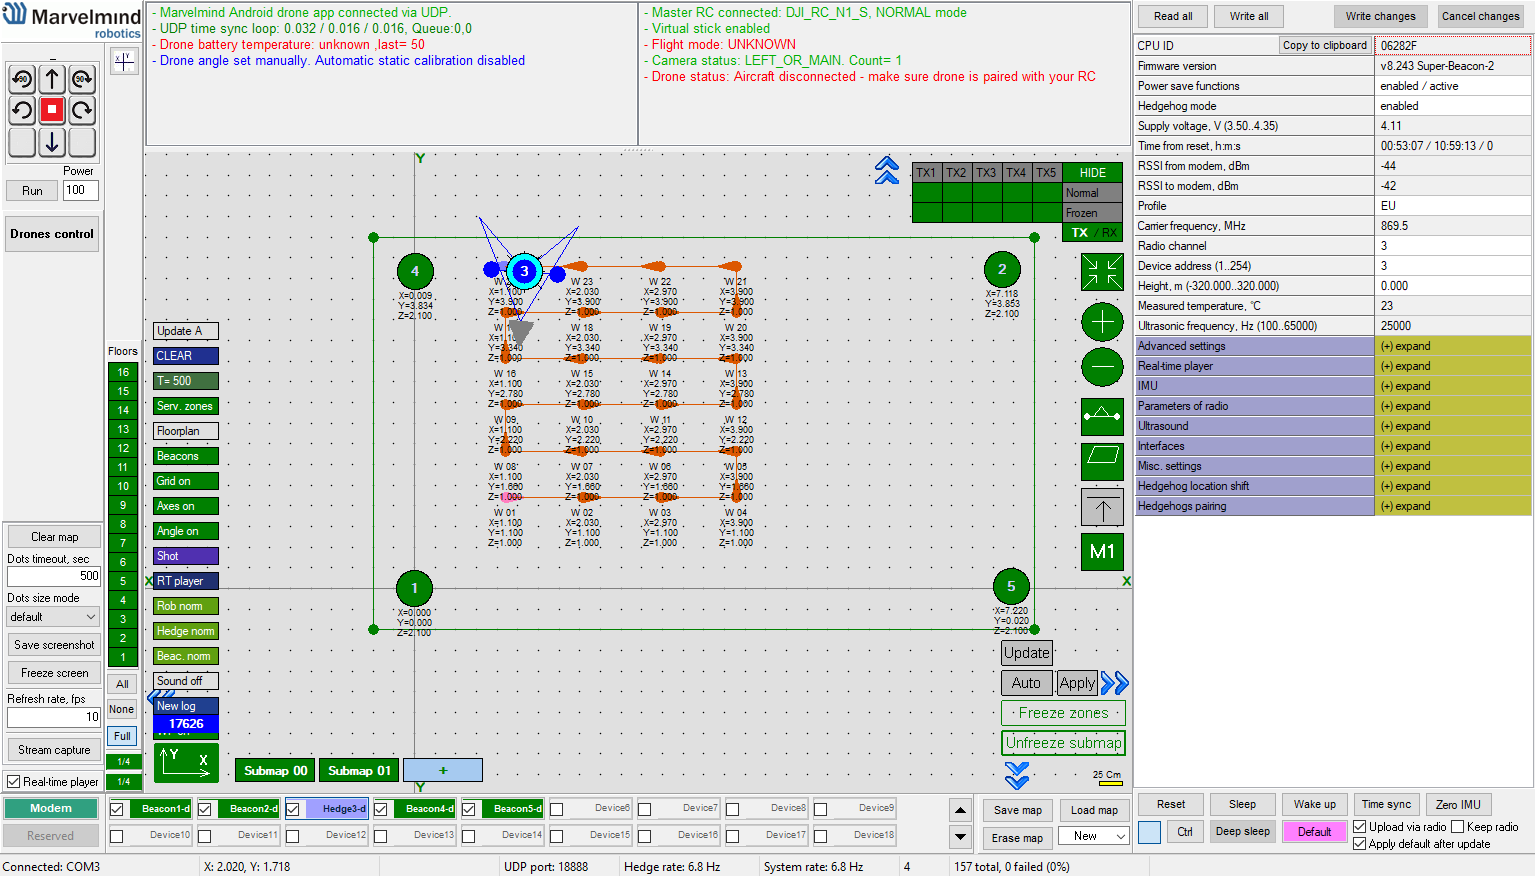 Marvelmind
robotics
- Marvelmind Android drone app connected via UDP.
- UDP time sync loop: 0.032 / 0.016 / 0.016, Queue:0,0
- Drone battery temperature: unknown ,last= 50
- Drone angle set manually. Automatic static calibration disabled
- Master RC connected: DJI_RC_N1_S, NORMAL mode
- Virtual stick enabled
- Flight mode: UNKNOWN
- Camera status: LEFT_OR_MAIN. Count= 1
- Drone status: Aircraft disconnected - make sure drone is paired with your RC
Read all Write all Write changes Cancel changes
CPU ID Copy to clipboard 06282F
Firmware version v8.243 Super-Beacon-2
Power save functions enabled / active
Hedgehog mode enabled
Supply voltage, V (3.50..4.35) 4.11
Time from reset, h:m:s 00:53:07 / 10:59:13 / 0
RSSI from modem, dBm -44
RSSI to modem, dBm -42
Profile EU
Carrier frequency, MHz 869.5
Radio channel 3
Device address (1..254) 3
Height, m (-320.000..320.000) 0.000
Measured temperature, °C 23
Ultrasonic frequency, Hz (100..65000) 25000
Advanced settings (+) expand
Real-time player (+) expand
IMU (+) expand
Parameters of radio (+) expand
Ultrasound (+) expand
Interfaces (+) expand
Misc. settings (+) expand
Hedgehog location shift (+) expand
Hedgehogs pairing (+) expand
90 90
Power
Run 100
Drones control
Clear map
Dots timeout, sec
500
Dots size mode
default
Save screenshot
Freeze screen
Refresh rate, fps
10
Stream capture
Real-time player
Floors
16
15
14
13
12
11
10
9
8
7
6
5
4
3
2
1
All
None
Full
1/4
1/4
Update A
CLEAR
T= 500
Serv. zones
Floorplan
Beacons
Grid on
Axes on
Angle on
Shot
RT player
Rob norm
Hedge norm
Beac. norm
Sound off
New log
17626
Y X
Y
X X
Y
TX1 TX2 TX3 TX4 TX5 HIDE
Normal
Frozen
TX / RX
4
X=0.009
Y=3.834
Z=2.100
3
2
X=7.118
Y=3.853
Z=2.100
1
X=0.000
Y=0.000
Z=2.100
5
X=7.220
Y=0.020
Z=2.100
W 23 W 22 W 21
X=2.030 X=2.970 X=3.900
Y=3.900 Y=3.900 Y=3.900 Y=3.900
Z=1.000 Z=1.000 Z=1.000 Z=1.000
W 18 W 19 W 20
X=2.030 X=2.970 X=3.900
Y=3.340 Y=3.340 Y=3.340 Y=3.340
Z=1.000 Z=1.000 Z=1.000 Z=1.000
W 16 W 15 W 14 W 13
X=1.100 X=2.030 X=2.970 X=3.900
Y=2.780 Y=2.780 Y=2.780 Y=2.780
Z=1.000 Z=1.000 Z=1.000 Z=1.000
W 09 W 10 W 11 W 12
X=1.100 X=2.030 X=2.970 X=3.900
Y=2.220 Y=2.220 Y=2.220 Y=2.220
Z=1.000 Z=1.000 Z=1.000 Z=1.000
W 08 W 07 W 06 W 05
X=1.100 X=2.030 X=2.970 X=3.900
Y=1.660 Y=1.660 Y=1.660 Y=1.660
Z=1.000 Z=1.000 Z=1.000 Z=1.000
W 01 W 02 W 03 W 04
X=1.100 X=2.030 X=2.970 X=3.900
Y=1.100 Y=1.100 Y=1.100 Y=1.100
Z=1.000 Z=1.000 Z=1.000 Z=1.000
M1
Update
Auto Apply
Freeze zones
Unfreeze submap
25 Cm
Submap 00 Submap 01 +
Modem
Reserved
Beacon1-d Beacon2-d Hedge3-d Beacon4-d Beacon5-d Device6 Device7 Device8 Device9
Device10 Device11 Device12 Device13 Device14 Device15 Device16 Device17 Device18
Save map Load map
Erase map New
Reset Sleep Wake up Time sync Zero IMU
Ctrl Deep sleep Default Upload via radio Keep radio
Apply default after update
Connected: COM3 X: 2.020, Y: 1.718 UDP port: 18888 Hedge rate: 6.8 Hz System rate: 6.8 Hz 4 157 total, 0 failed (0%)